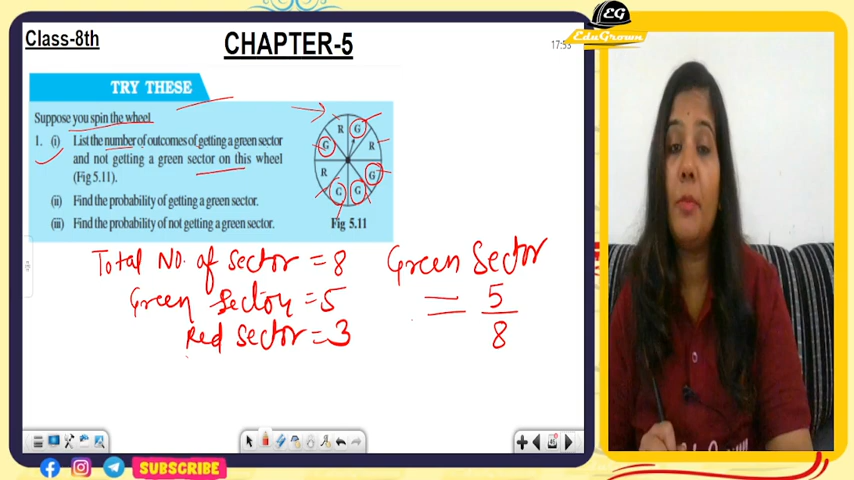 Class-8th
CHAPTER-5
17:53
EG
EduGrown
TRY THESE
Suppose you spin the wheel.
1. (i) List the number of outcomes of getting a green sector
and not getting a green sector on this wheel
(Fig 5.11).
(ii) Find the probability of getting a green sector.
(iii) Find the probability of not getting a green sector.
R G
G R
R G
G G
Fig 5.11
Total No. of Sector = 8
Green Sector = 5
Red Sector = 3
Green Sector
= 5
8
SUBSCRIBE